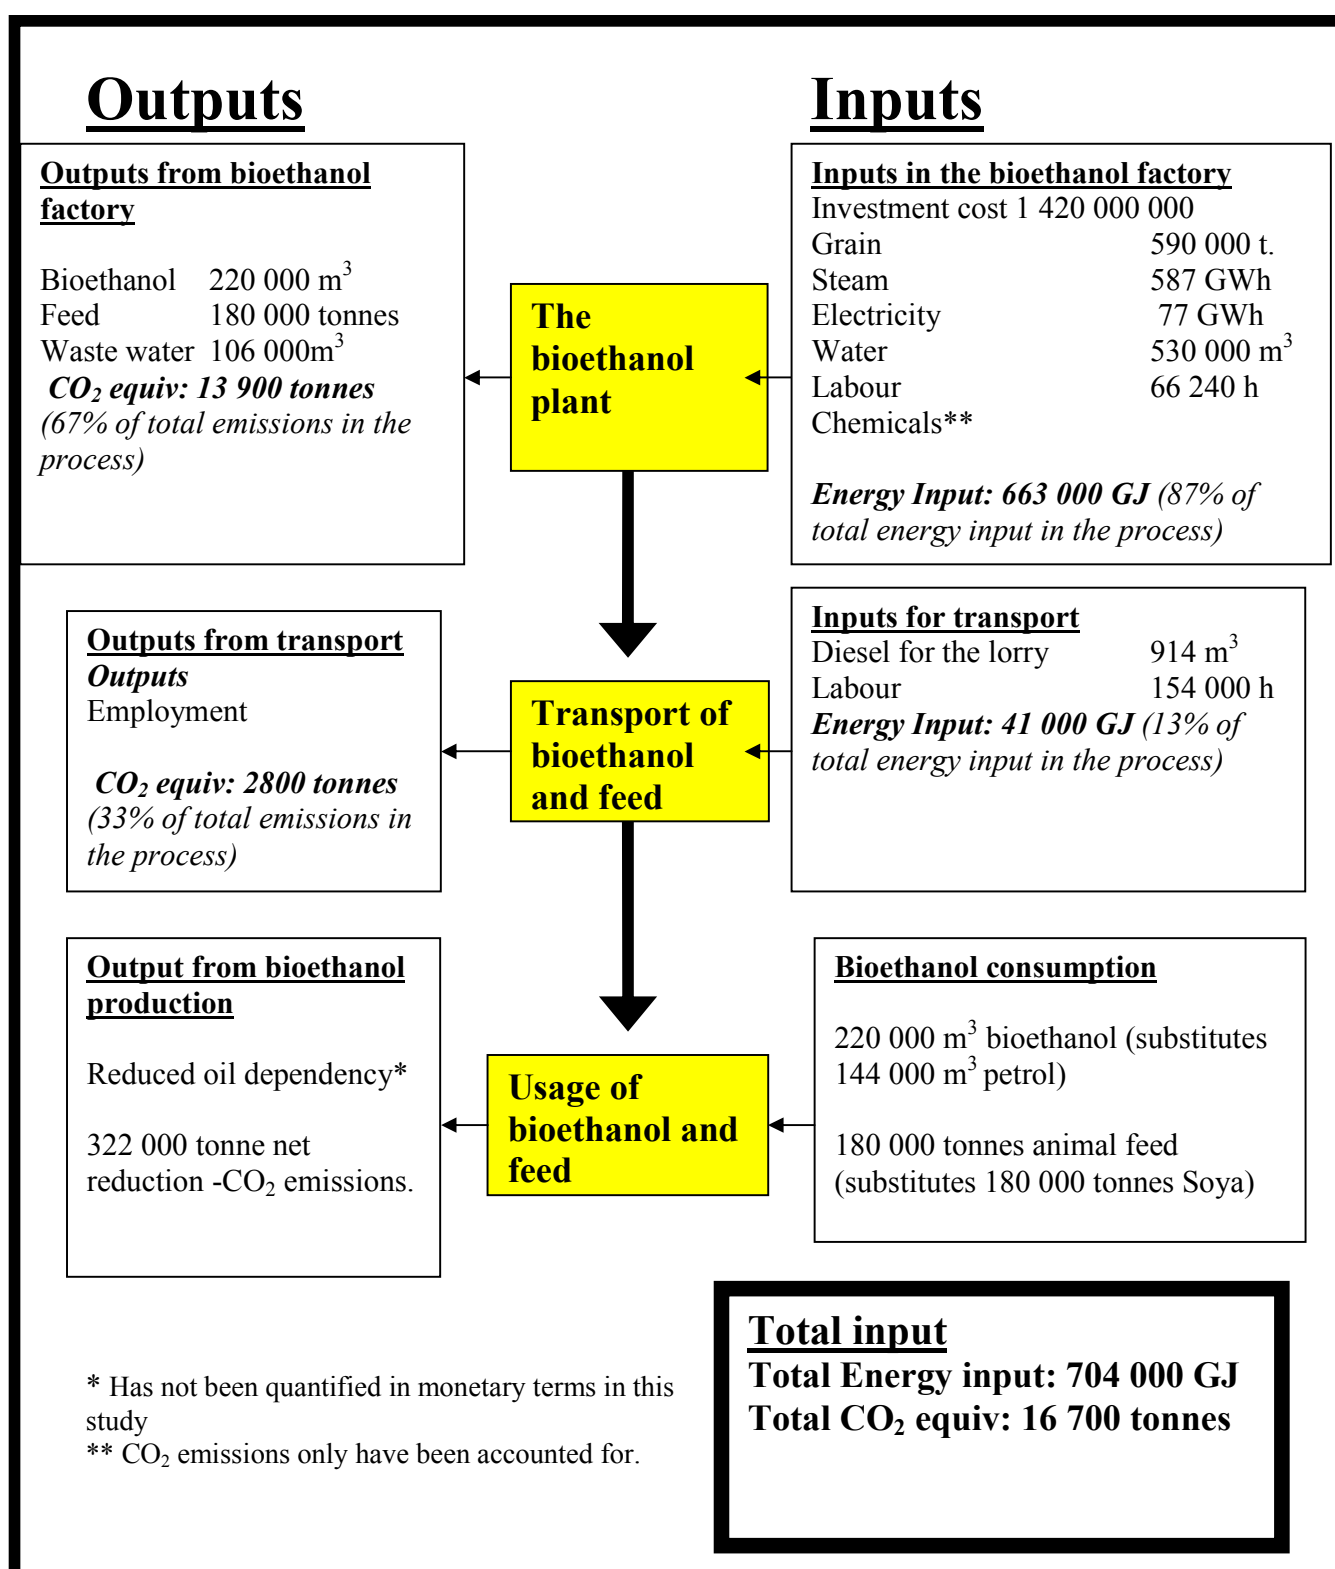 Outputs
Inputs
Outputs from bioethanol
factory
Bioethanol 220 000 m³
Feed 180 000 tonnes
Waste water 106 000m³
CO₂ equiv: 13 900 tonnes
(67% of total emissions in the
process)
The
bioethanol
plant
Inputs in the bioethanol factory
Investment cost 1 420 000 000
Grain 590 000 t.
Steam 587 GWh
Electricity 77 GWh
Water 530 000 m³
Labour 66 240 h
Chemicals**
Energy Input: 663 000 GJ (87% of
total energy input in the process)
Outputs from transport
Outputs
Employment
CO₂ equiv: 2800 tonnes
(33% of total emissions in
the process)
Transport of
bioethanol
and feed
Inputs for transport
Diesel for the lorry 914 m³
Labour 154 000 h
Energy Input: 41 000 GJ (13% of
total energy input in the process)
Output from bioethanol
production
Reduced oil dependency*
322 000 tonne net
reduction -CO₂ emissions.
Usage of
bioethanol and
feed
Bioethanol consumption
220 000 m³ bioethanol (substitutes
144 000 m³ petrol)
180 000 tonnes animal feed
(substitutes 180 000 tonnes Soya)
* Has not been quantified in monetary terms in this
study
** CO₂ emissions only have been accounted for.
Total input
Total Energy input: 704 000 GJ
Total CO₂ equiv: 16 700 tonnes